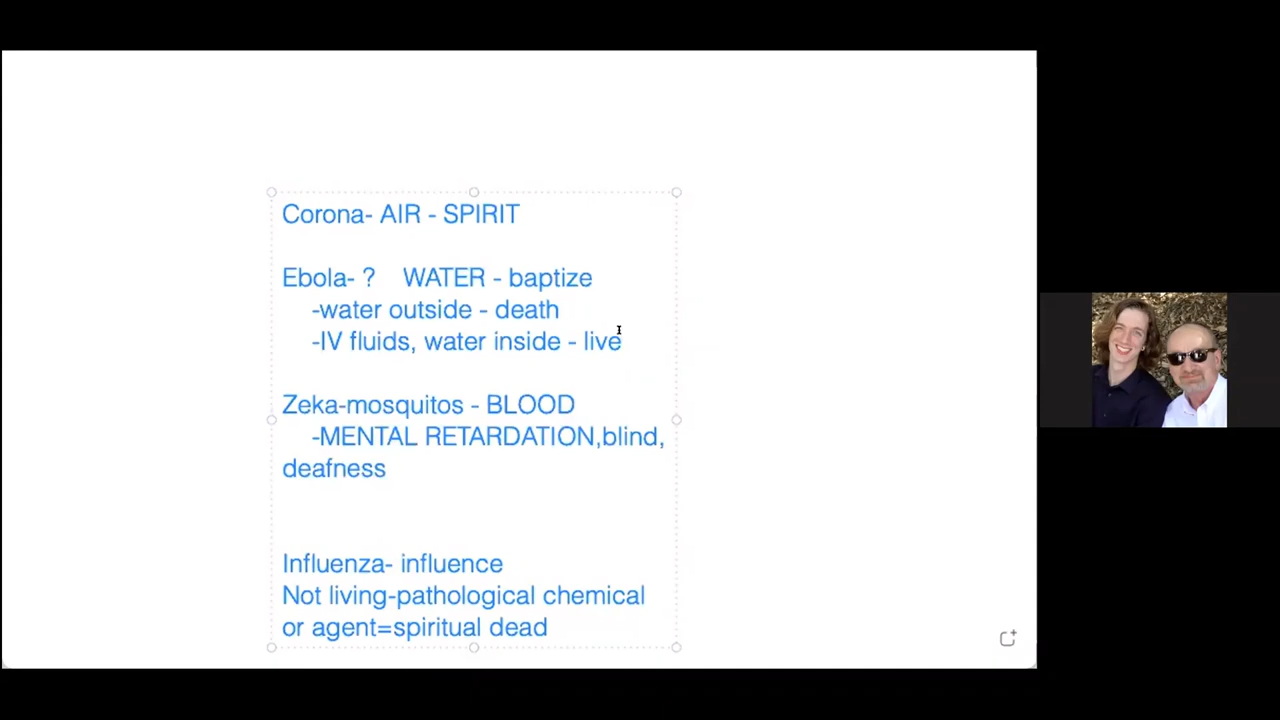 Corona- AIR - SPIRIT
Ebola- ? WATER - baptize
-water outside - death
-IV fluids, water inside - live
Zeka-mosquitos - BLOOD
-MENTAL RETARDATION,blind,
deafness
Influenza- influence
Not living-pathological chemical
or agent=spiritual dead